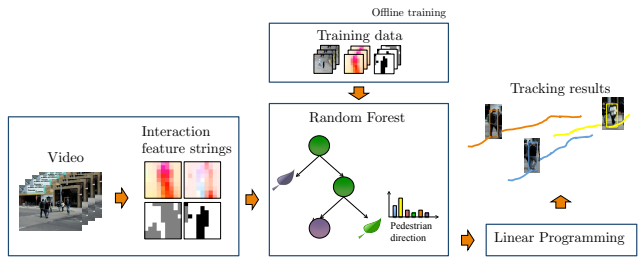 Offline training
Training data
Tracking results
Random Forest
Interaction
feature strings
Video
Pedestrian
direction
Linear Programming